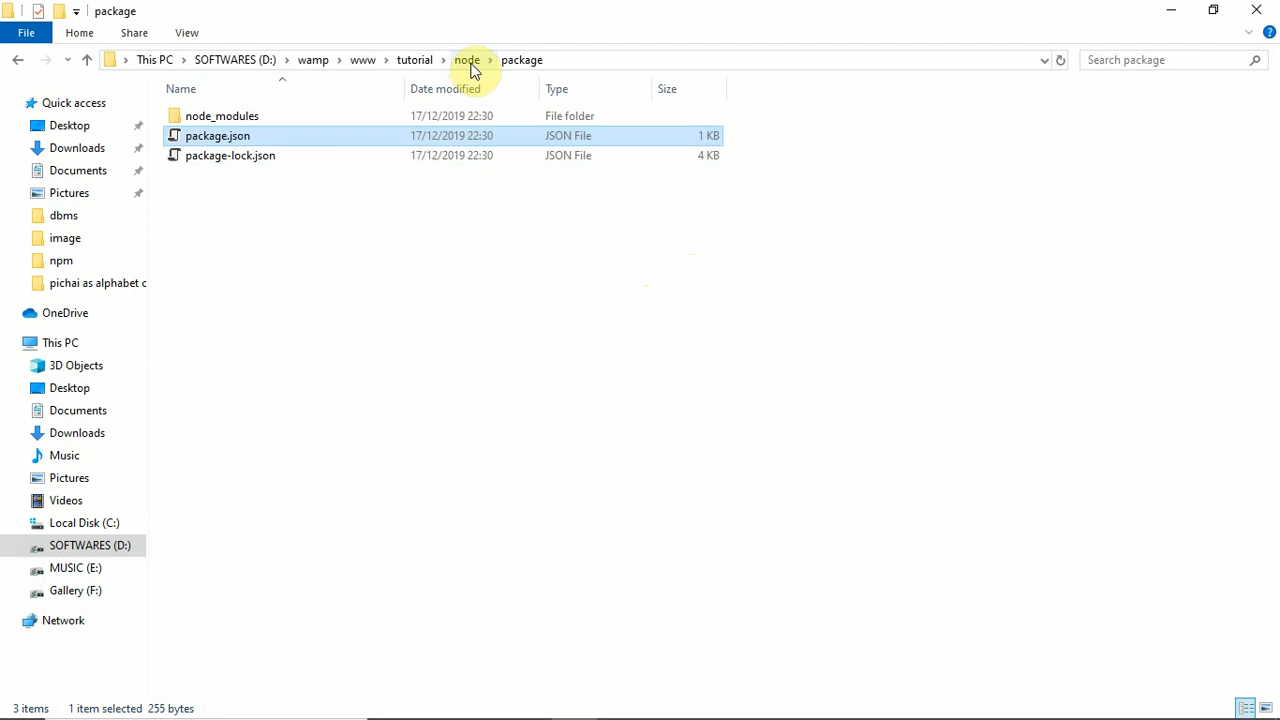 package
File Home Share View
This PC SOFTWARES (D:) wamp www tutorial node package
Search package
Name Date modified Type Size
node_modules 17/12/2019 22:30 File folder
package.json 17/12/2019 22:30 JSON File 1 KB
package-lock.json 17/12/2019 22:30 JSON File 4 KB
Quick access
Desktop
Downloads
Documents
Pictures
dbms
image
npm
pichai as alphabet c
OneDrive
This PC
3D Objects
Desktop
Documents
Downloads
Music
Pictures
Videos
Local Disk (C:)
SOFTWARES (D:)
MUSIC (E:)
Gallery (F:)
Network
3 items 1 item selected 255 bytes